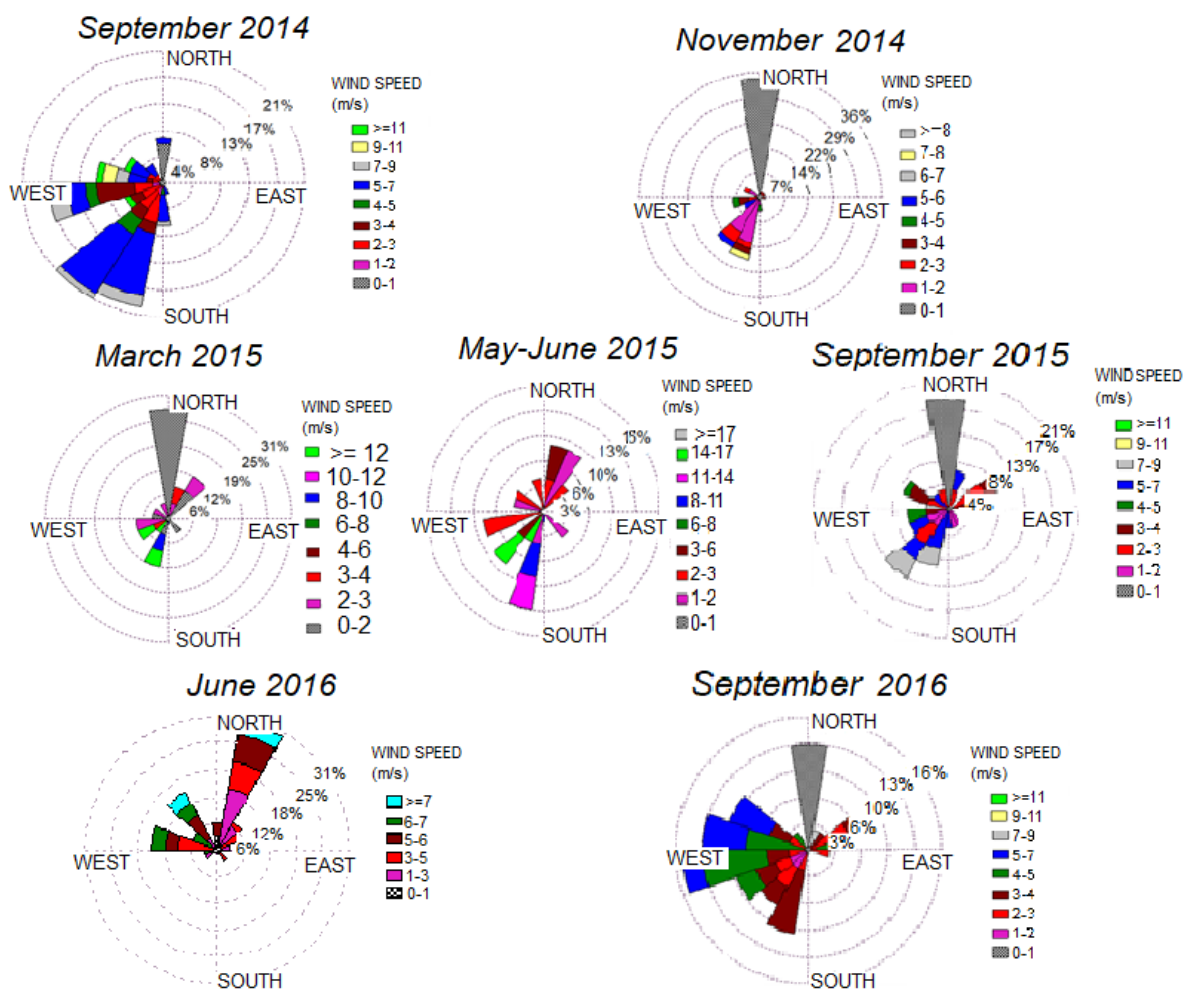 September 2014
NORTH
WIND SPEED
(m/s)
21%
17%
13%
8%
4%
WEST
EAST
SOUTH
>=11
9-11
7-9
5-7
4-5
3-4
2-3
1-2
0-1
November 2014
NORTH
WIND SPEED
(m/s)
36%
29%
22%
14%
7%
WEST
EAST
SOUTH
>=8
7-8
6-7
5-6
4-5
3-4
2-3
1-2
0-1
March 2015
NORTH
WIND SPEED
(m/s)
31%
25%
19%
12%
6%
WEST
EAST
SOUTH
>= 12
10-12
8-10
6-8
4-6
3-4
2-3
0-2
May-June 2015
NORTH
WIND SPEED
(m/s)
15%
13%
10%
6%
3%
WEST
EAST
SOUTH
>=17
14-17
11-14
8-11
6-8
3-6
2-3
1-2
0-1
September 2015
NORTH
WIND SPEED
(m/s)
21%
17%
13%
8%
4%
WEST
EAST
SOUTH
>=11
9-11
7-9
5-7
4-5
3-4
2-3
1-2
0-1
June 2016
NORTH
WIND SPEED
(m/s)
31%
25%
18%
12%
6%
WEST
EAST
SOUTH
>=7
6-7
5-6
3-5
1-3
0-1
September 2016
NORTH
WIND SPEED
(m/s)
16%
13%
10%
6%
3%
WEST
EAST
SOUTH
>=11
9-11
7-9
5-7
4-5
3-4
2-3
1-2
0-1